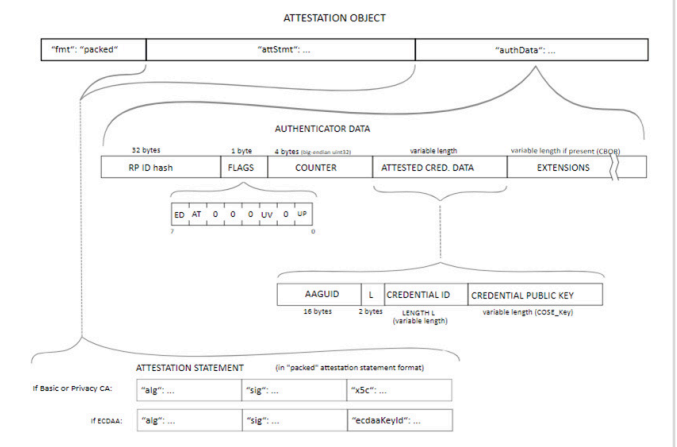 ATTESTATION OBJECT
"fmt": "packed" "attStmt": ... "authData": ...
AUTHENTICATOR DATA
32 bytes 1 byte 4 bytes (big-endian uint32) variable length variable length if present (CBOR)
RP ID hash FLAGS COUNTER ATTESTED CRED. DATA EXTENSIONS
ED AT 0 0 0 UV 0 UP
7 0
AAGUID L CREDENTIAL ID CREDENTIAL PUBLIC KEY
16 bytes 2 bytes LENGTH L variable length (COSE_Key)
(variable length)
ATTESTATION STATEMENT (in "packed" attestation statement format)
If Basic or Privacy CA: "alg": ... "sig": ... "x5c": ...
If ECDAA: "alg": ... "sig": ... "ecdaaKeyId": ...